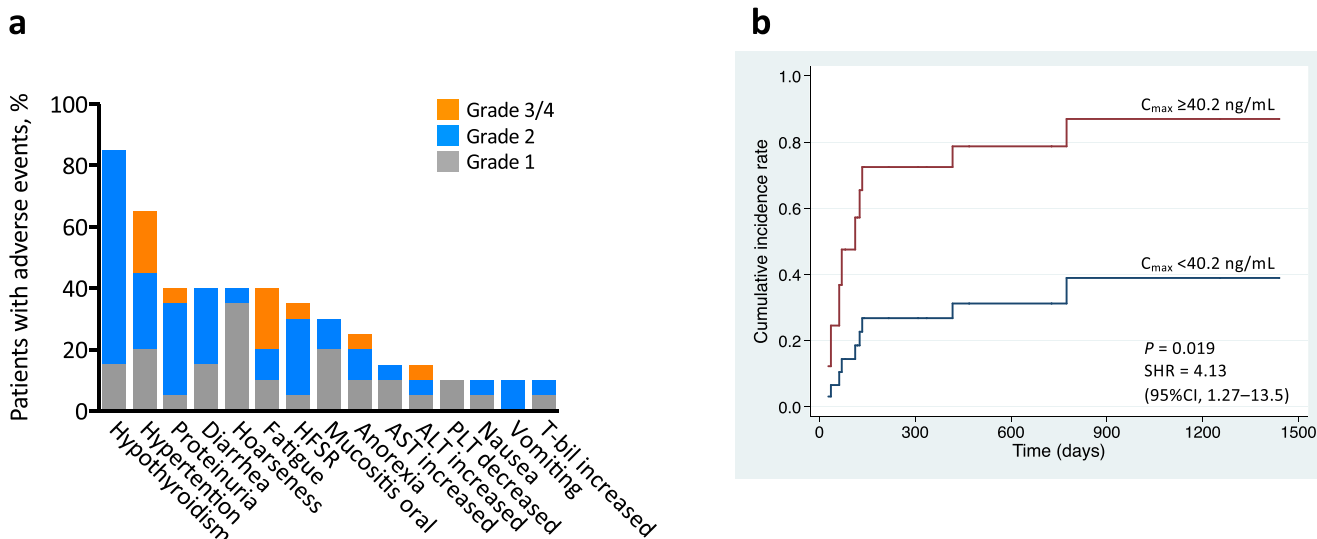 a
Patients with adverse events, %
100
80
60
40
20
0
Grade 3/4
Grade 2
Grade 1
Hypothyroidism
Hypertention
Proteinuria
Diarrhea
Hoarseness
Fatigue
HFSR
Mucositis oral
Anorexia
AST increased
ALT increased
PLT decreased
Nausea
Vomiting
T-bil increased
b
Cumulative incidence rate
1.0
0.8
0.6
0.4
0.2
0.0
Cmax ≥40.2 ng/mL
Cmax <40.2 ng/mL
P = 0.019
SHR = 4.13
(95%CI, 1.27–13.5)
0 300 600 900 1200 1500
Time (days)